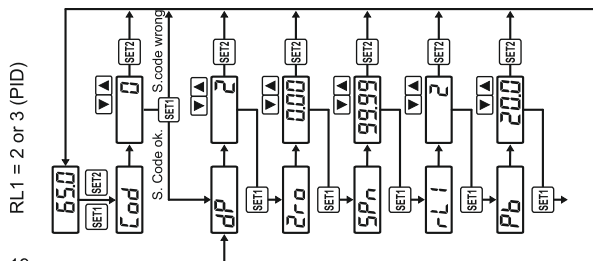 RL1 = 2 or 3 (PID)
65.0
SET1 SET2
Cod
0
▼ ▲
SET2
SET1
S. Code ok.
S.code wrong
dP
2
▼ ▲
SET2
SET1
2ro
0.00
▼ ▲
SET2
SET1
SPn
99.99
▼ ▲
SET2
SET1
rL1
2
▼ ▲
SET2
SET1
Pb
20.0
▼ ▲
SET2
SET1